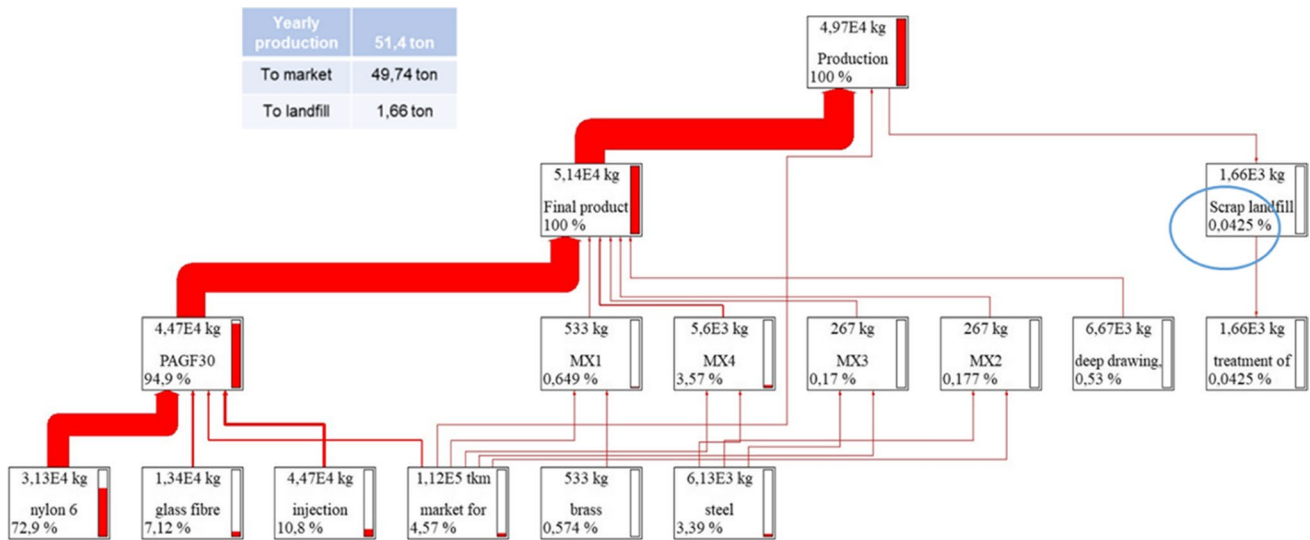 Yearly
production
51,4 ton
To market
49,74 ton
To landfill
1,66 ton
4,97E4 kg
Production
100 %
5,14E4 kg
Final product
100 %
1,66E3 kg
Scrap landfill
0,0425 %
4,47E4 kg
PAGF30
94,9 %
533 kg
MX1
0,649 %
5,6E3 kg
MX4
3,57 %
267 kg
MX3
0,17 %
267 kg
MX2
0,177 %
6,67E3 kg
deep drawing,
0,53 %
1,66E3 kg
treatment of
0,0425 %
3,13E4 kg
nylon 6
72,9 %
1,34E4 kg
glass fibre
7,12 %
4,47E4 kg
injection
10,8 %
1,12E5 tkm
market for
4,57 %
533 kg
brass
0,574 %
6,13E3 kg
steel
3,39 %